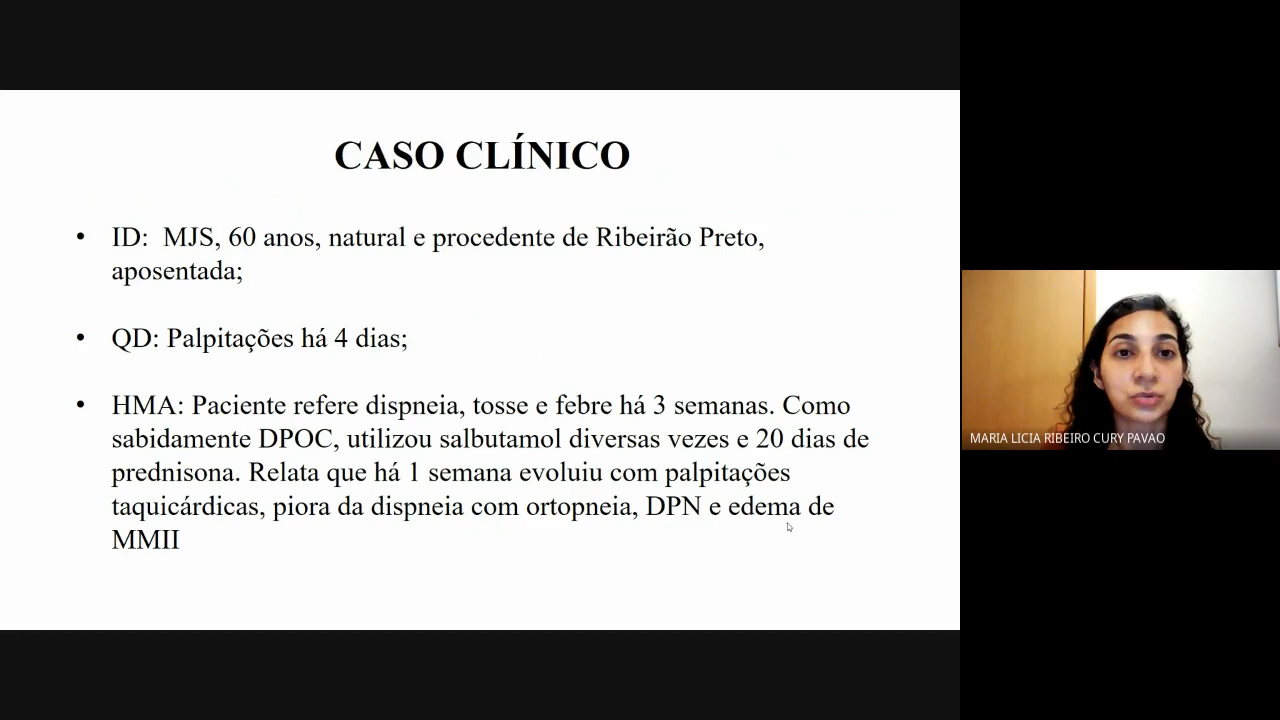 CASO CLÍNICO
• ID: MJS, 60 anos, natural e procedente de Ribeirão Preto,
aposentada;
• QD: Palpitações há 4 dias;
• HMA: Paciente refere dispneia, tosse e febre há 3 semanas. Como
sabidamente DPOC, utilizou salbutamol diversas vezes e 20 dias de
prednisona. Relata que há 1 semana evoluiu com palpitações
taquicárdicas, piora da dispneia com ortopneia, DPN e edema de
MMII
MARIA LICIA RIBEIRO CURY PAVAO